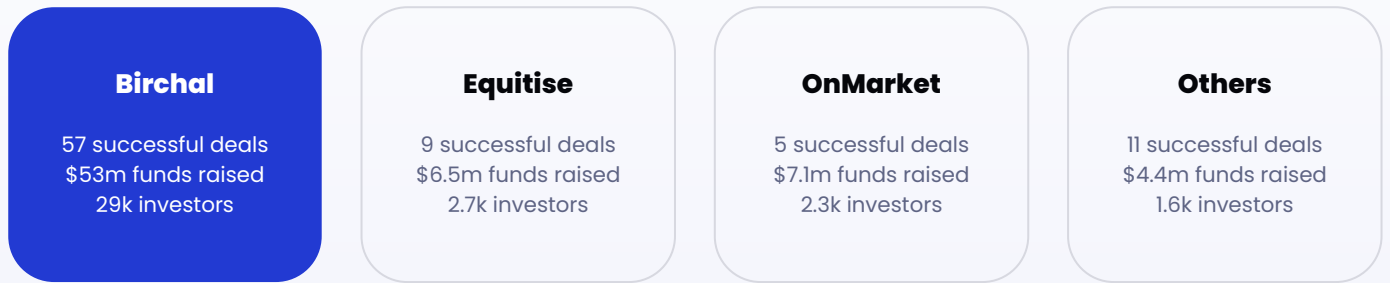 Birchal
57 successful deals
$53m funds raised
29k investors
Equitise
9 successful deals
$6.5m funds raised
2.7k investors
OnMarket
5 successful deals
$7.1m funds raised
2.3k investors
Others
11 successful deals
$4.4m funds raised
1.6k investors